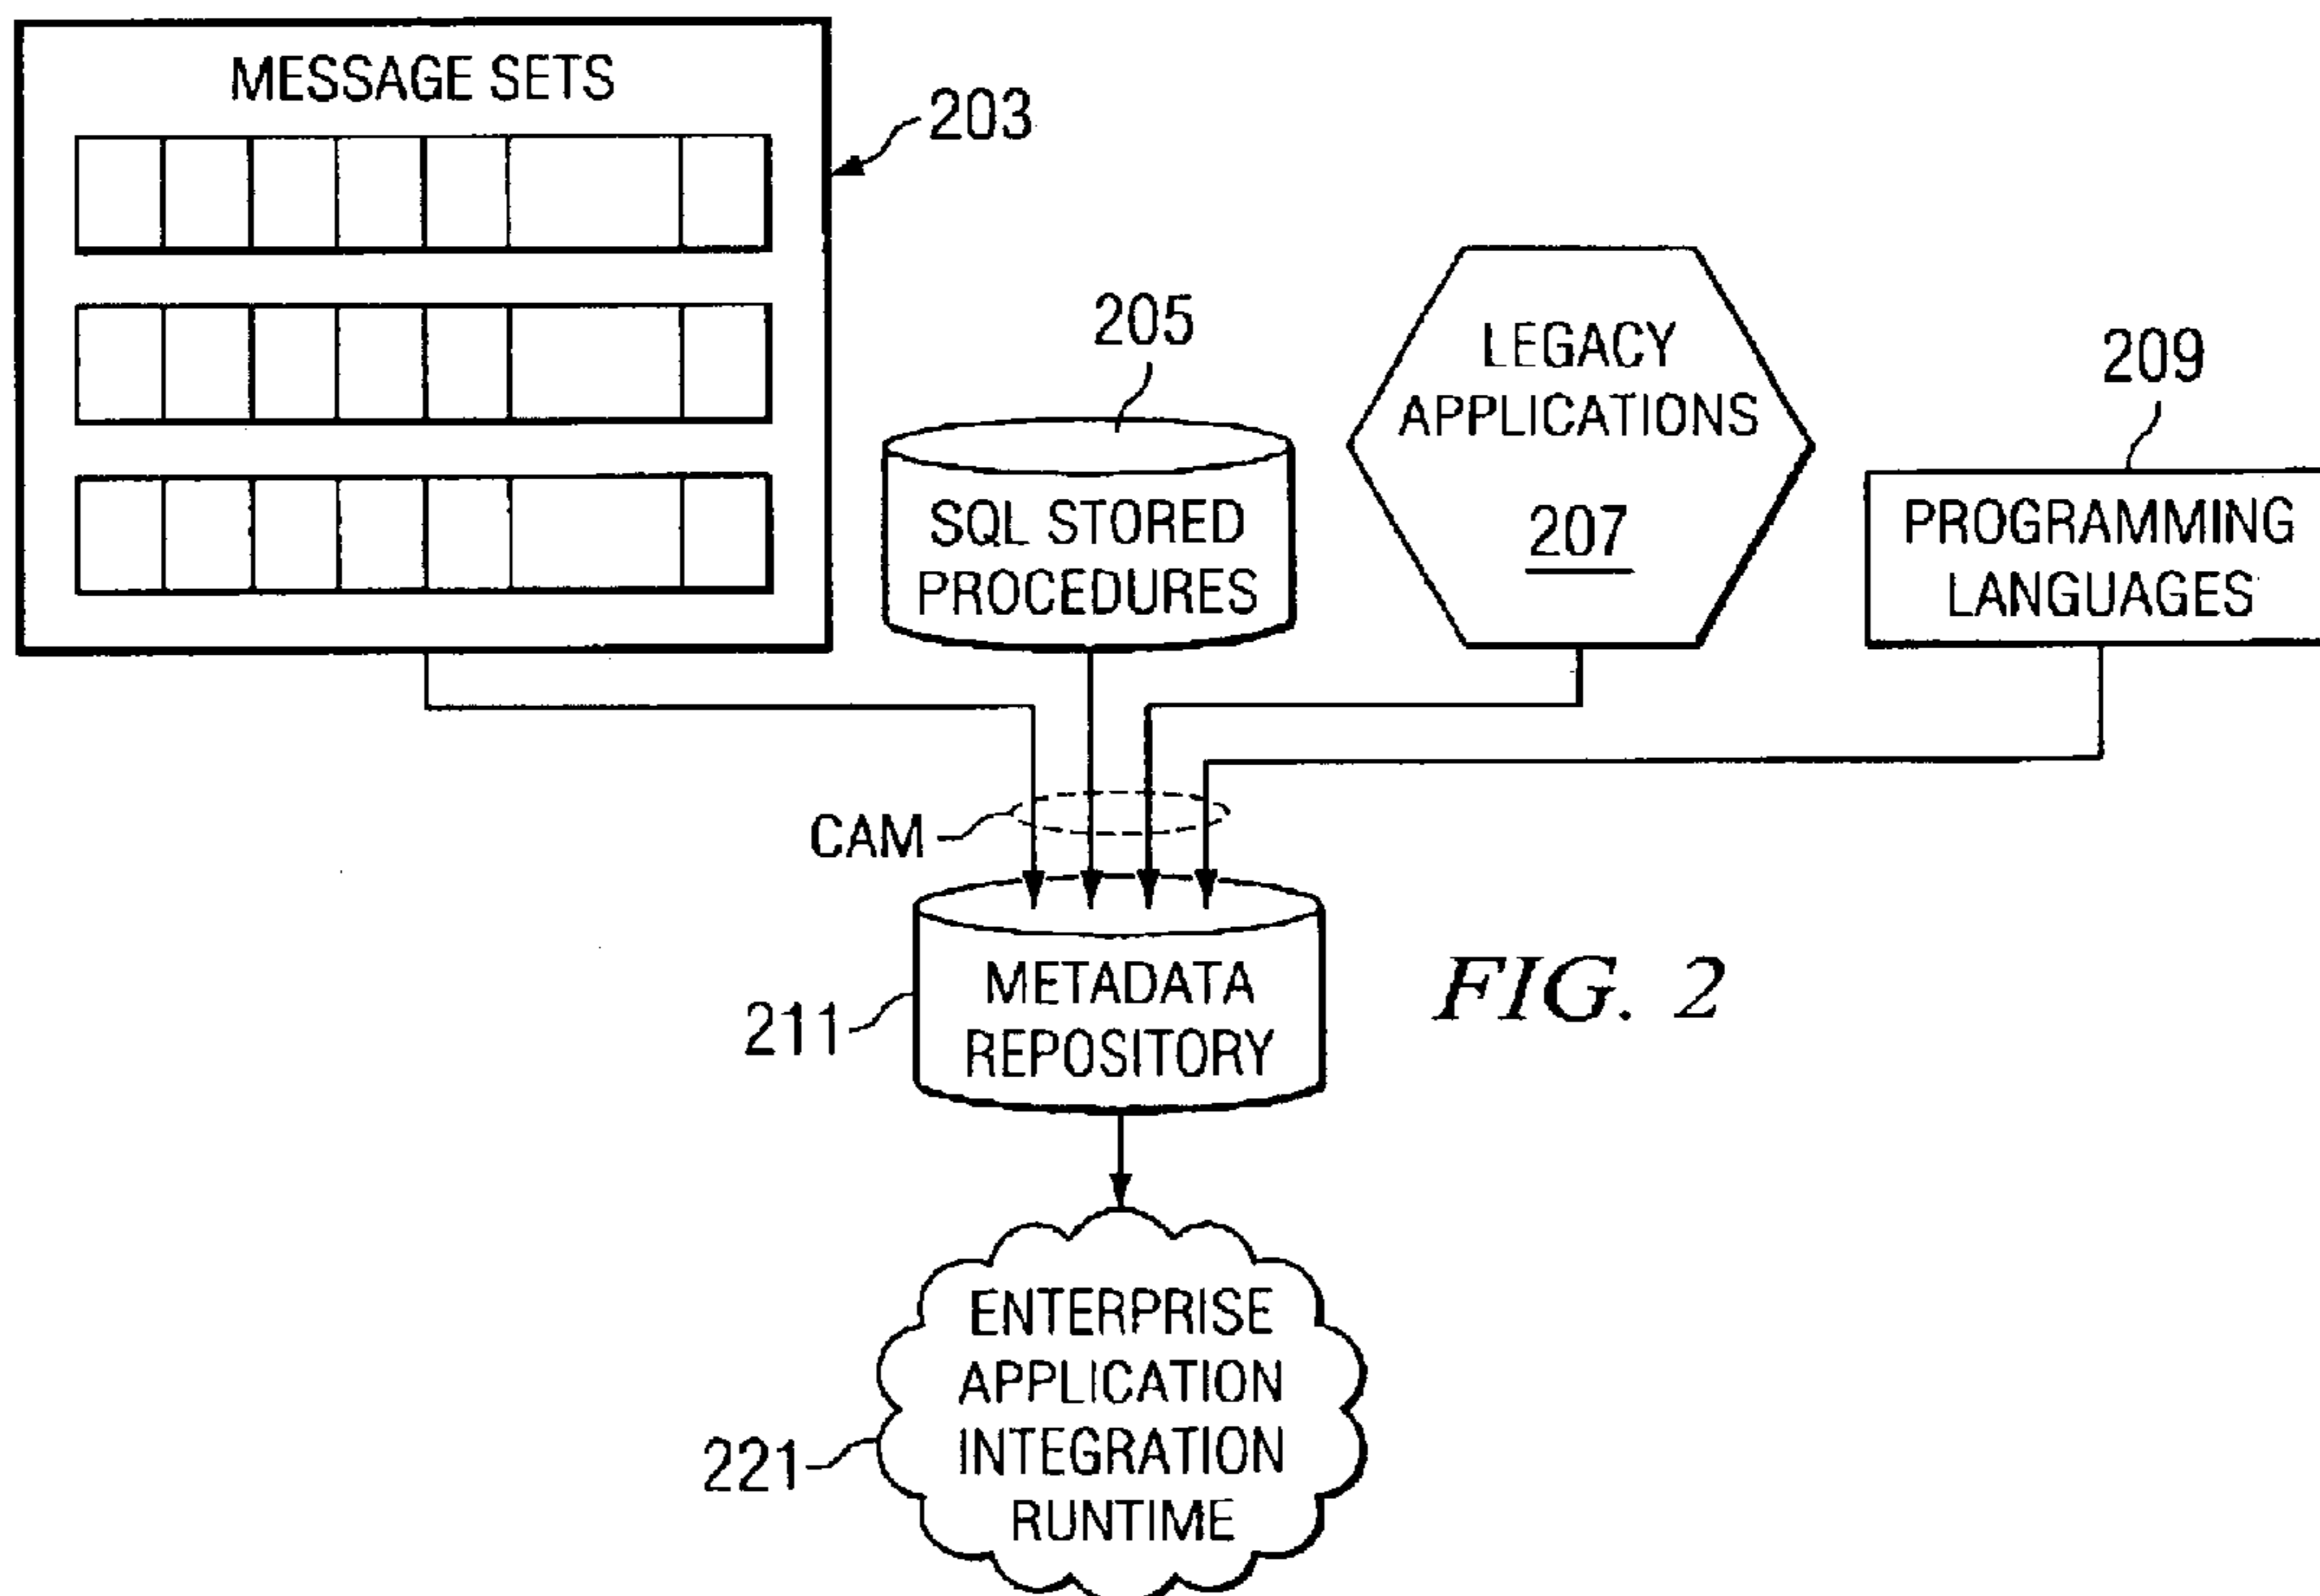 MESSAGE SETS
203
205
SQL STORED
PROCEDURES
LEGACY
APPLICATIONS
207
209
PROGRAMMING
LANGUAGES
CAM
211
METADATA
REPOSITORY
FIG. 2
221
ENTERPRISE
APPLICATION
INTEGRATION
RUNTIME